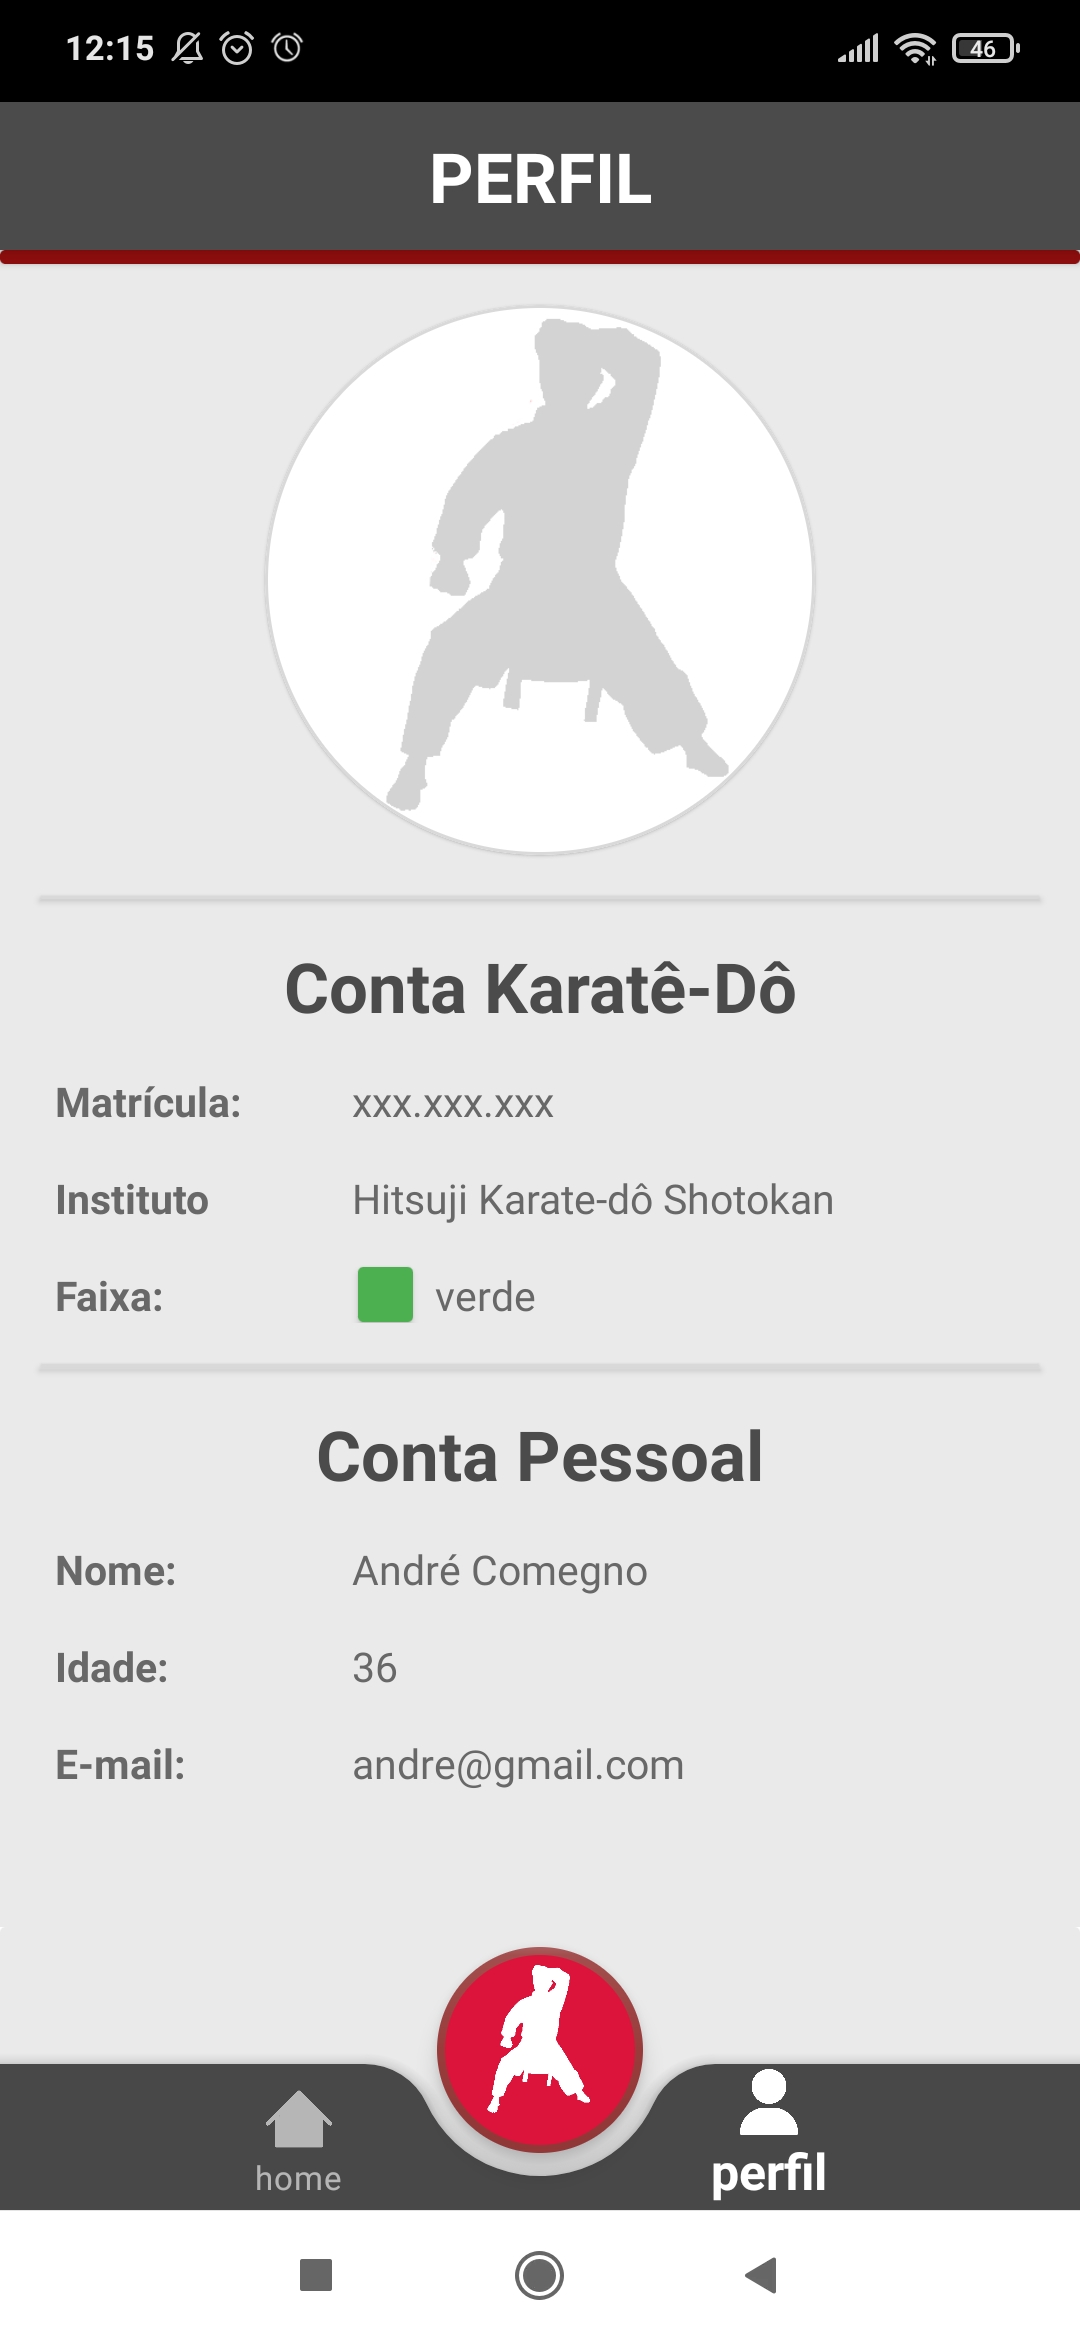 12:15
46
PERFIL
Conta Karatê-Dô
Matrícula: xxx.xxx.xxx
Instituto Hitsuji Karate-dô Shotokan
Faixa: verde
Conta Pessoal
Nome: André Comegno
Idade: 36
E-mail: andre@gmail.com
home perfil